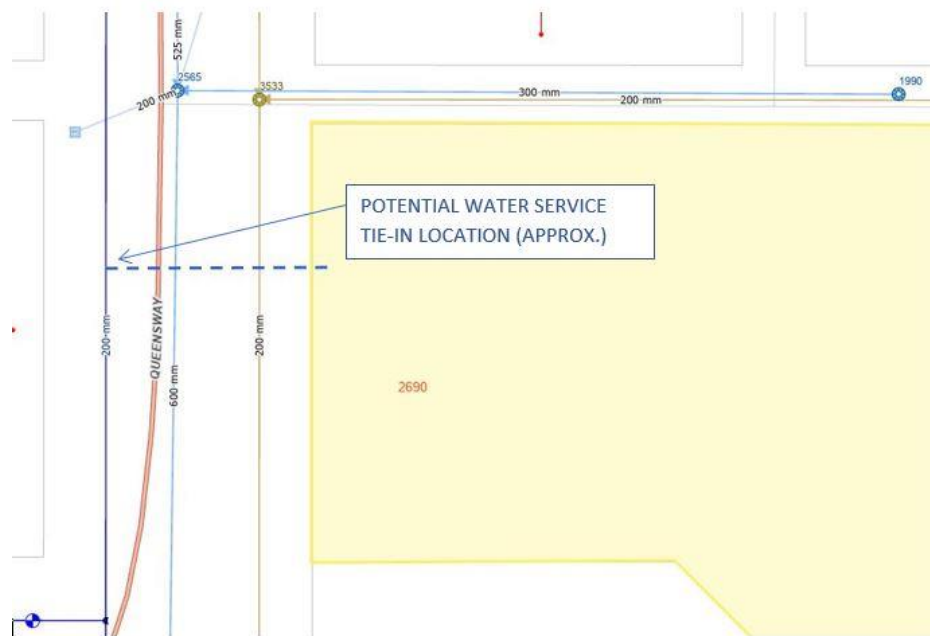 525 mm
2565
3533
1990
200 mm
300 mm
200 mm
POTENTIAL WATER SERVICE
TIE-IN LOCATION (APPROX.)
QUEENSWAY
200 mm
200 mm
600 mm
2690